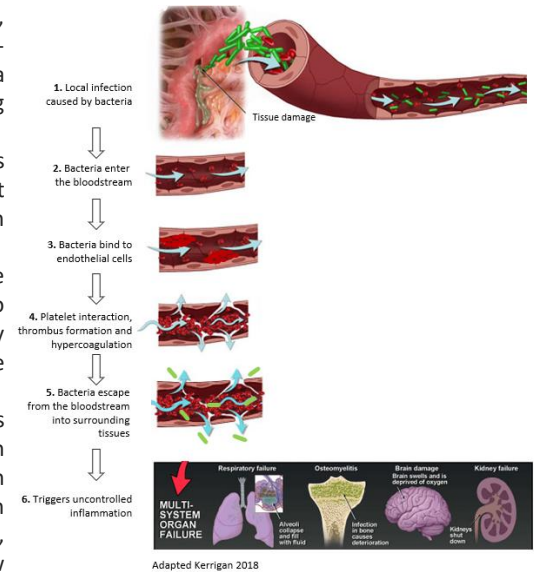 1. Local infection
caused by bacteria
Tissue damage
2. Bacteria enter
the bloodstream
3. Bacteria bind to
endothelial cells
4. Platelet interaction,
thrombus formation and
hypercoagulation
5. Bacteria escape
from the bloodstream
into surrounding
tissues
6. Triggers uncontrolled
inflammation
MULTI-
SYSTEM
ORGAN
FAILURE
Respiratory failure
Alveoli
collapse
and fill
with fluid
Osteomyelitis
Infection
in bone
causes
deterioration
Brain damage
Brain swells and is
deprived of oxygen
Kidney failure
Kidneys
shut
down
Adapted Kerrigan 2018